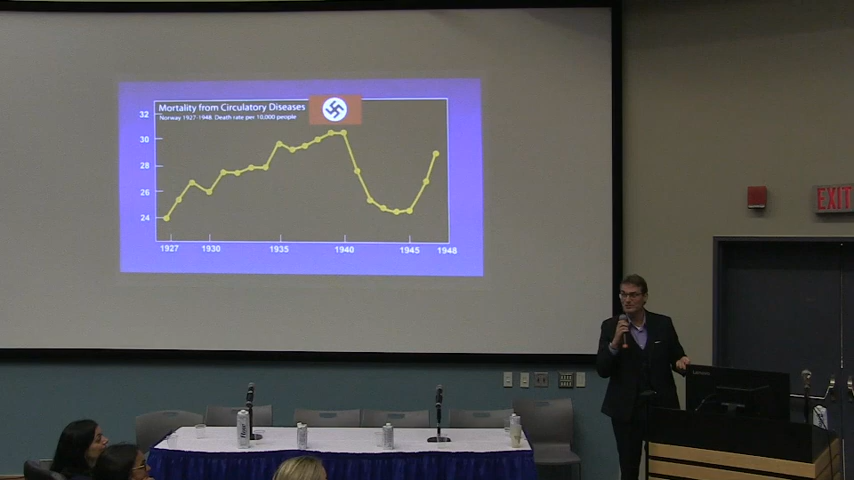 Mortality from Circulatory Diseases
Norway 1927-1948. Death rate per 10,000 people
32
30
28
26
24
1927
1930
1935
1940
1945
1948
EXIT
Lenovo